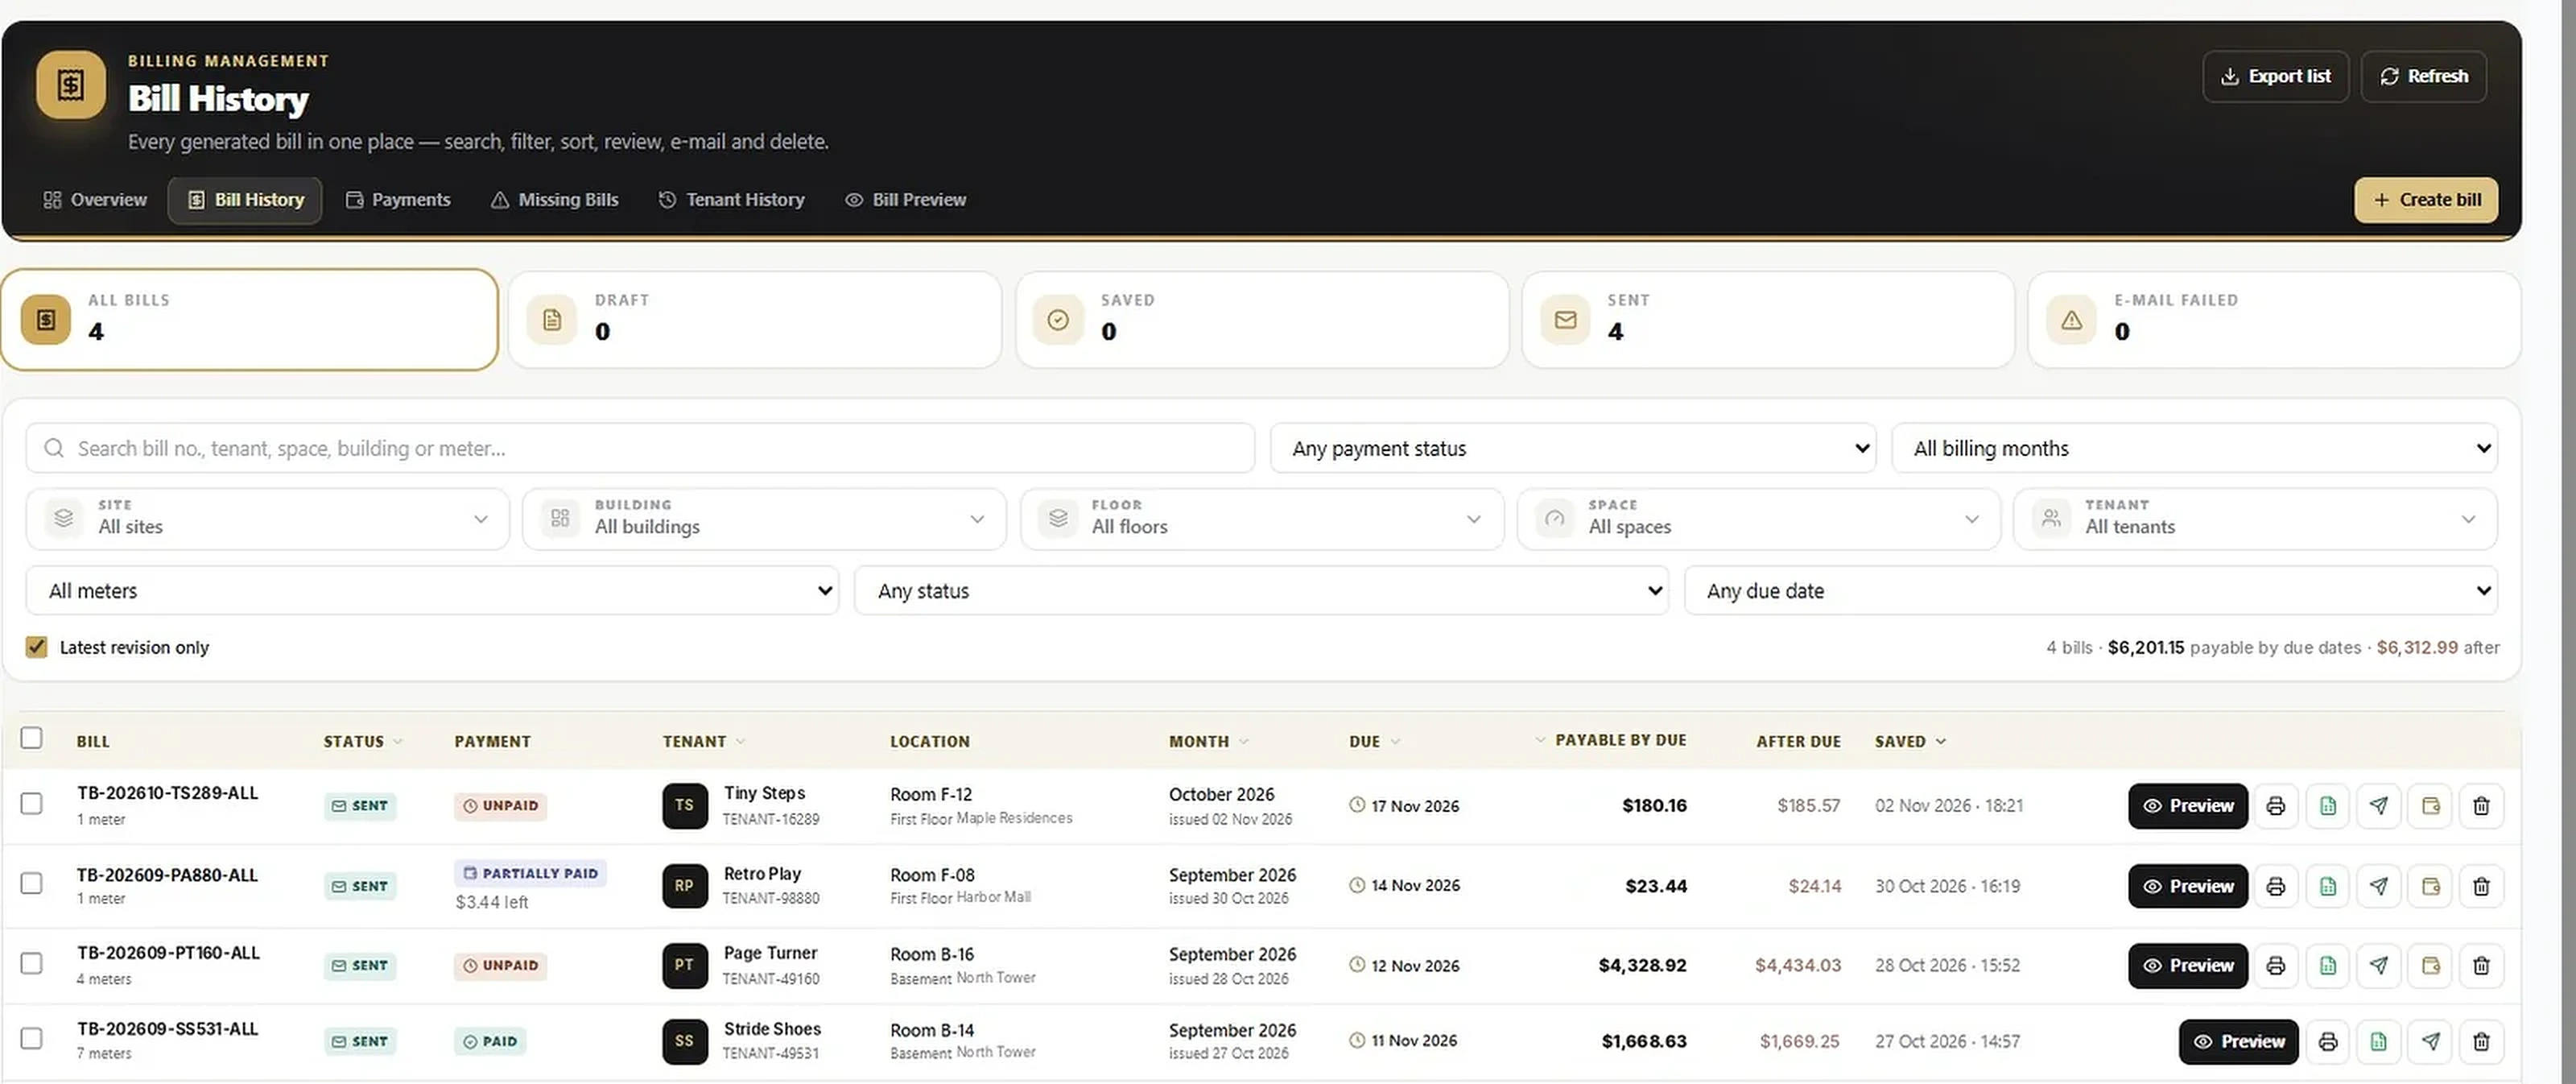 BILLING MANAGEMENT
Bill History
Every generated bill in one place — search, filter, sort, review, e-mail and delete.
Export list
Refresh
Overview
Bill History
Payments
Missing Bills
Tenant History
Bill Preview
Create bill
ALL BILLS
4
DRAFT
0
SAVED
0
SENT
4
E-MAIL FAILED
0
Search bill no., tenant, space, building or meter...
Any payment status
All billing months
SITE
All sites
BUILDING
All buildings
FLOOR
All floors
SPACE
All spaces
TENANT
All tenants
All meters
Any status
Any due date
Latest revision only
4 bills · $6,201.15 payable by due dates · $6,312.99 after
BILL STATUS PAYMENT TENANT LOCATION MONTH DUE PAYABLE BY DUE AFTER DUE SAVED
TB-202610-TS289-ALL
1 meter
SENT
UNPAID
TS
Tiny Steps
TENANT-16289
Room F-12
First Floor Maple Residences
October 2026
issued 02 Nov 2026
17 Nov 2026
$180.16
$185.57
02 Nov 2026 · 18:21
Preview
TB-202609-PA880-ALL
1 meter
SENT
PARTIALLY PAID
$3.44 left
RP
Retro Play
TENANT-98880
Room F-08
First Floor Harbor Mall
September 2026
issued 30 Oct 2026
14 Nov 2026
$23.44
$24.14
30 Oct 2026 · 16:19
Preview
TB-202609-PT160-ALL
4 meters
SENT
UNPAID
PT
Page Turner
TENANT-49160
Room B-16
Basement North Tower
September 2026
issued 28 Oct 2026
12 Nov 2026
$4,328.92
$4,434.03
28 Oct 2026 · 15:52
Preview
TB-202609-SS531-ALL
7 meters
SENT
PAID
SS
Stride Shoes
TENANT-49531
Room B-14
Basement North Tower
September 2026
issued 27 Oct 2026
11 Nov 2026
$1,668.63
$1,669.25
27 Oct 2026 · 14:57
Preview